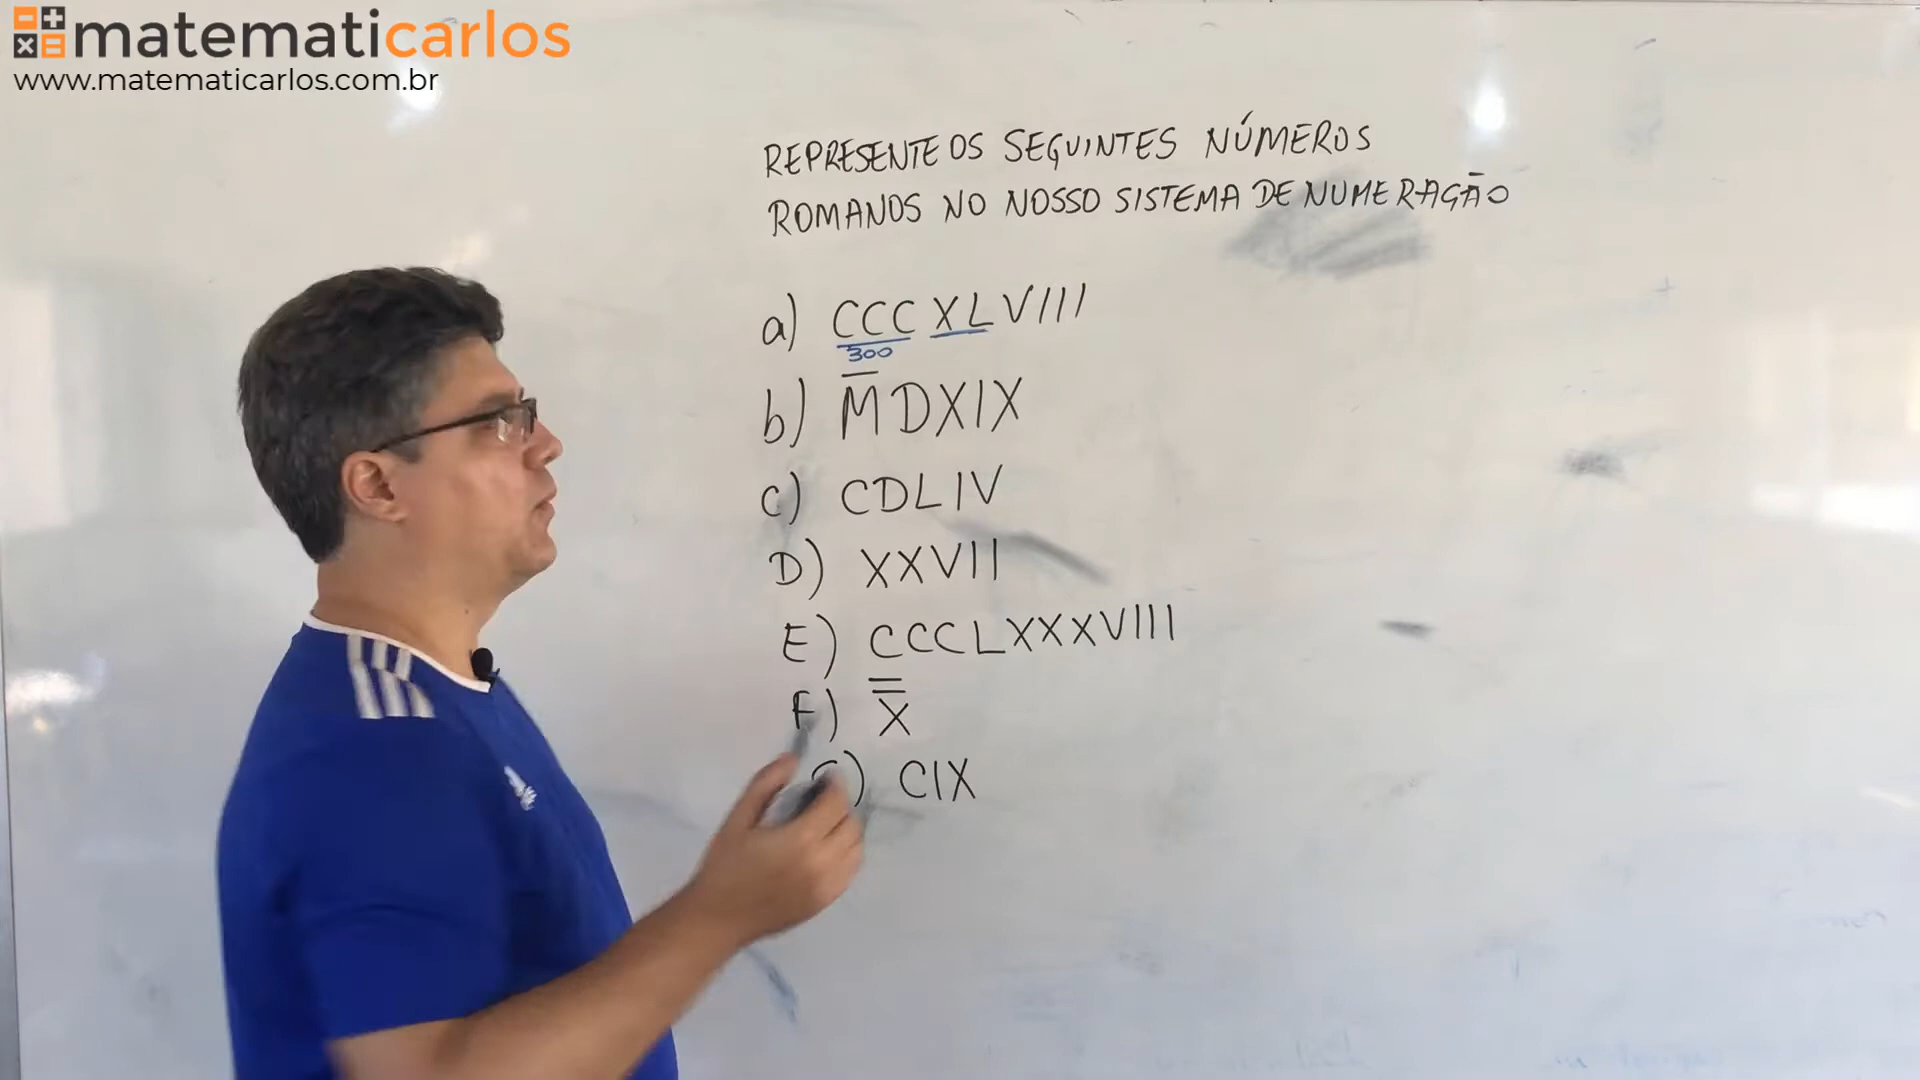 matematicarlos
www.matematicarlos.com.br
REPRESENTE OS SEGUINTES NÚMEROS
ROMANOS NO NOSSO SISTEMA DE NUMERAÇÃO
a) CCCXLVIII
300
b) M̅DXIX
c) CDLIV
D) XXVII
E) CCCLXXXVIII
F) X̿
G) CIX